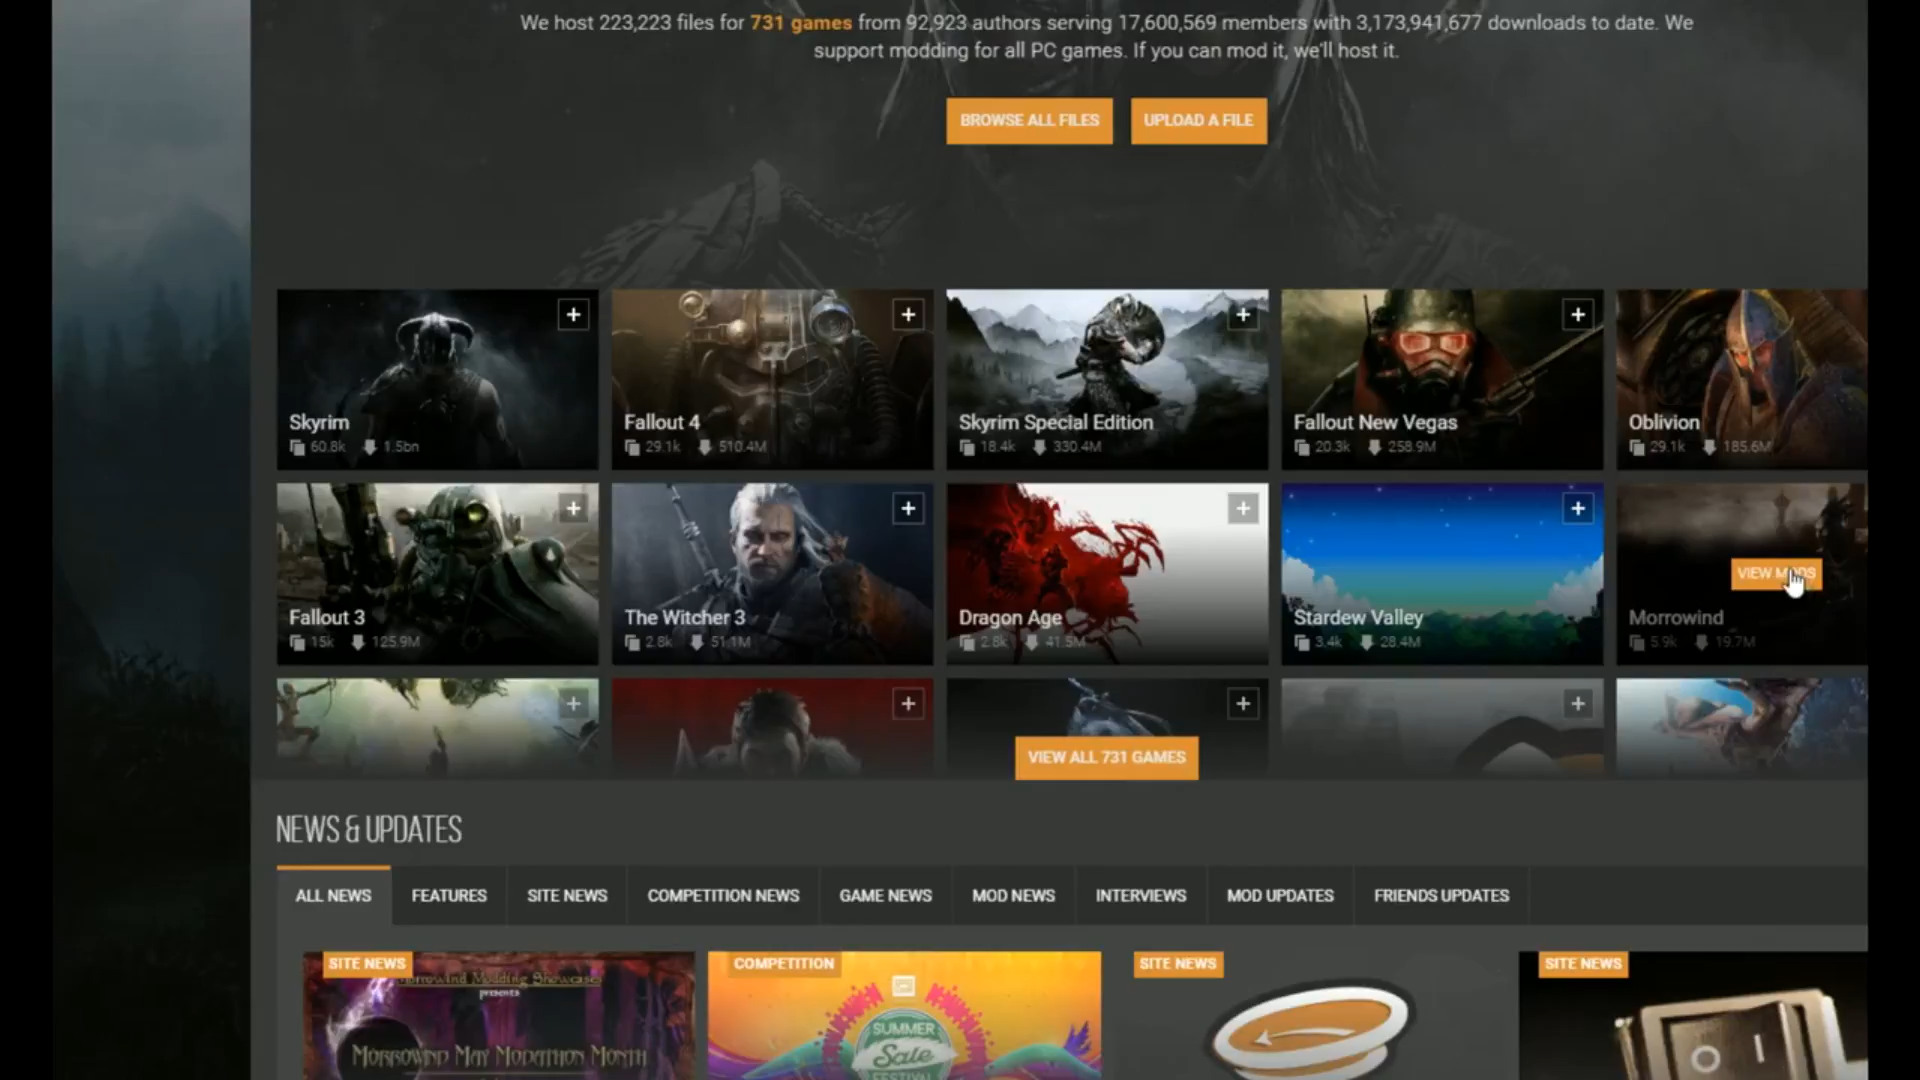 We host 223,223 files for 731 games from 92,923 authors serving 17,600,569 members with 3,173,941,677 downloads to date. We
support modding for all PC games. If you can mod it, we'll host it.
BROWSE ALL FILES
UPLOAD A FILE
Skyrim
60.8k 1.5bn
Fallout 4
29.1k 510.4M
Skyrim Special Edition
18.4k 330.4M
Fallout New Vegas
20.3k 258.9M
Oblivion
29.1k 185.6M
Fallout 3
15k 125.9M
The Witcher 3
2.8k 51.1M
Dragon Age
2.8k 41.5M
Stardew Valley
3.4k 28.4M
VIEW MODS
Morrowind
5.9k 19.7M
VIEW ALL 731 GAMES
NEWS & UPDATES
ALL NEWS
FEATURES
SITE NEWS
COMPETITION NEWS
GAME NEWS
MOD NEWS
INTERVIEWS
MOD UPDATES
FRIENDS UPDATES
SITE NEWS
Morrowind Modding Showcases
presents
Morrowind May Modathon Month
COMPETITION
SUMMER
Sale
FESTIVAL
SITE NEWS
SITE NEWS